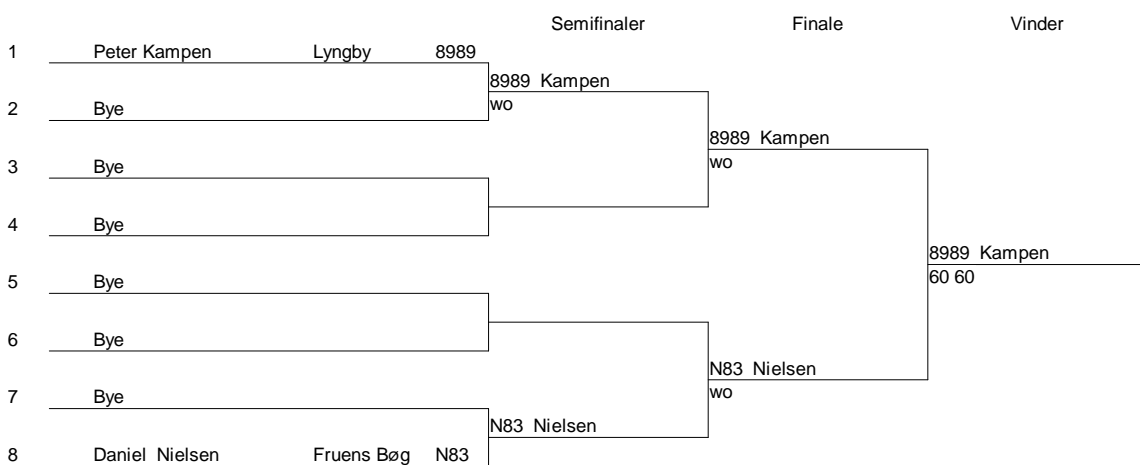 Semifinaler Finale Vinder
1 Peter Kampen Lyngby 8989
8989 Kampen
2 Bye wo
8989 Kampen
3 Bye wo
4 Bye
8989 Kampen
5 Bye 60 60
6 Bye
N83 Nielsen
7 Bye wo
N83 Nielsen
8 Daniel Nielsen Fruens Bøg N83